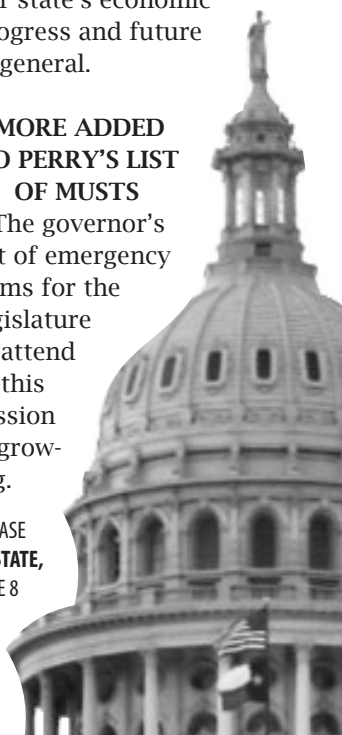 r state's economic
ogress and future
general.
MORE ADDED
O PERRY'S LIST
OF MUSTS
The governor's
t of emergency
ms for the
gislature
attend
this
ssion
grow-
g.
ASE
STATE,
E 8